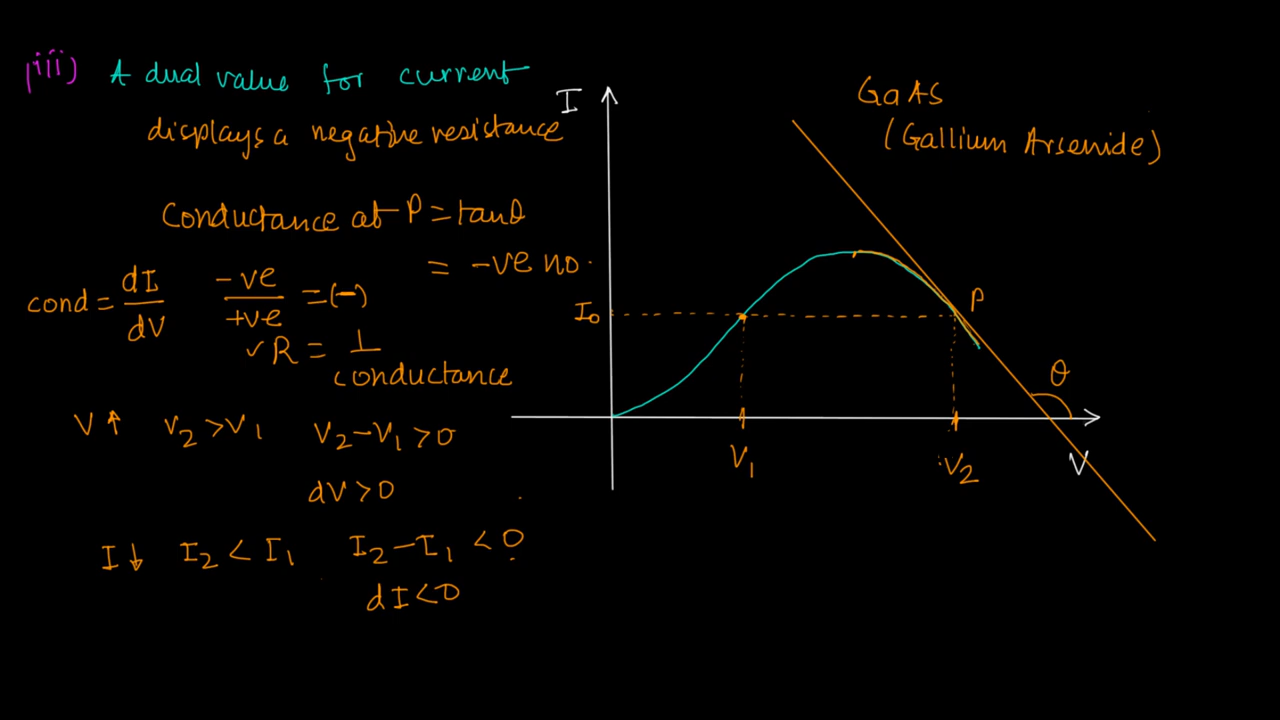 (iii) A dual value for current
displays a negative resistance
Conductance at P = tanθ
= -ve no.
cond = dI/dV -ve/+ve = (-)
✓R = 1/conductance
V↑ V₂ > V₁ V₂-V₁ > 0
dV > 0
I↓ I₂ < I₁ I₂-I₁ < 0
dI < 0
GaAS
(Gallium Arsenide)
I
I₀
P
θ
V₁
V₂
V